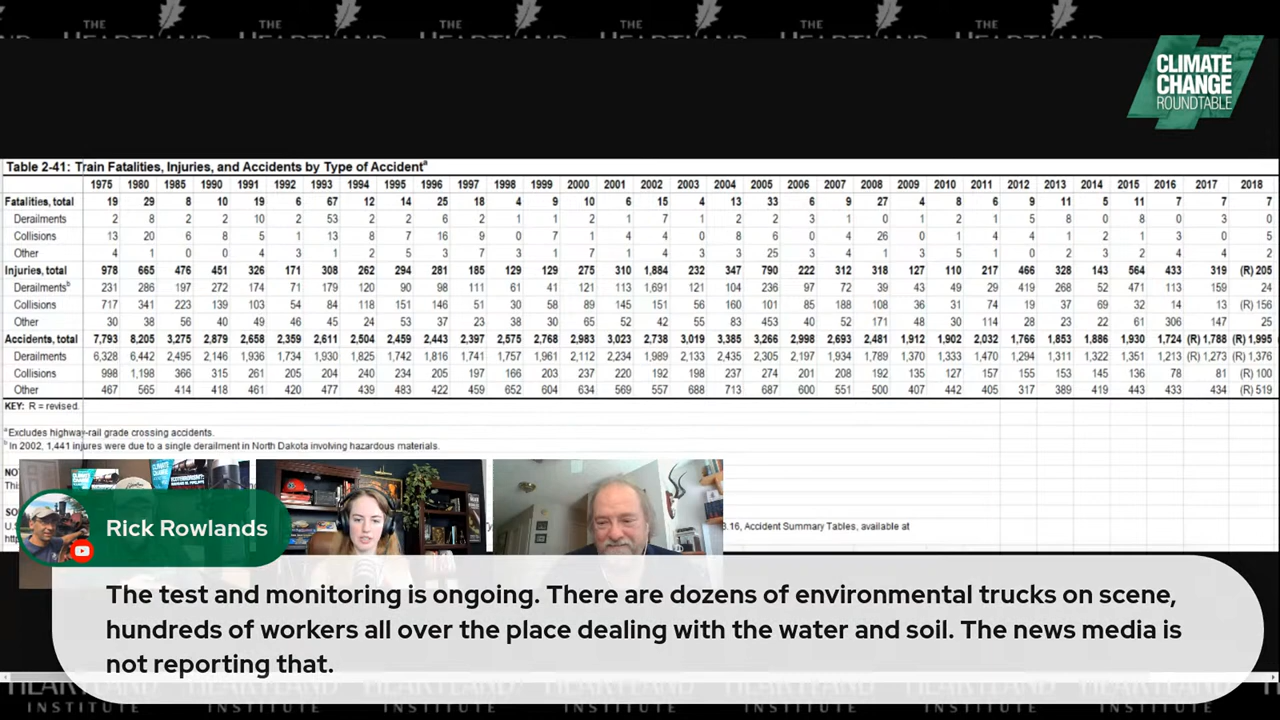 THE HEARTLAND INSTITUTE
CLIMATE
CHANGE
ROUNDTABLE
Table 2-41: Train Fatalities, Injuries, and Accidents by Type of Accidentᵃ
1975 1980 1985 1990 1991 1992 1993 1994 1995 1996 1997 1998 1999 2000 2001 2002 2003 2004 2005 2006 2007 2008 2009 2010 2011 2012 2013 2014 2015 2016 2017 2018
Fatalities, total 19 29 8 10 19 6 67 12 14 25 18 4 9 10 6 15 4 13 33 6 9 27 4 8 6 9 11 5 11 7 7 7
Derailments 2 8 2 2 10 2 53 2 2 6 2 1 1 2 1 7 1 2 2 3 1 0 1 2 1 5 8 0 8 0 3 0
Collisions 13 20 6 8 5 1 13 8 7 16 9 0 7 1 4 4 0 8 6 0 4 26 0 1 4 4 1 2 1 3 0 5
Other 4 1 0 0 4 3 1 2 5 3 7 3 1 7 1 4 3 3 25 3 4 1 3 5 1 0 2 3 2 4 4 2
Injuries, total 978 665 476 451 326 171 308 262 294 281 185 129 129 275 310 1,884 232 347 790 222 312 318 127 110 217 466 328 143 564 433 319 (R) 205
Derailmentsᵇ 231 286 197 272 174 71 179 120 90 98 111 61 41 121 113 1,691 121 104 236 97 72 39 43 49 29 419 268 52 471 113 159 24
Collisions 717 341 223 139 103 54 84 118 151 146 51 30 58 89 145 151 56 160 101 85 188 108 36 31 74 19 37 69 32 14 13 (R) 156
Other 30 38 56 40 49 46 45 24 53 37 23 38 30 65 52 42 55 83 453 40 52 171 48 30 114 28 23 22 61 306 147 25
Accidents, total 7,793 8,205 3,275 2,879 2,658 2,359 2,611 2,504 2,459 2,443 2,397 2,575 2,768 2,983 3,023 2,738 3,019 3,385 3,266 2,998 2,693 2,481 1,912 1,902 2,032 1,766 1,853 1,886 1,930 1,724 (R) 1,788 (R) 1,995
Derailments 6,328 6,442 2,495 2,146 1,936 1,734 1,930 1,825 1,742 1,816 1,741 1,757 1,961 2,112 2,234 1,989 2,133 2,435 2,305 2,197 1,934 1,789 1,370 1,333 1,470 1,294 1,311 1,322 1,351 1,213 (R) 1,273 (R) 1,376
Collisions 998 1,198 366 315 261 205 204 240 234 205 197 166 203 237 220 192 198 237 274 201 208 192 135 127 157 155 153 145 136 78 81 (R) 100
Other 467 565 414 418 461 420 477 439 483 422 459 652 604 634 569 557 688 713 687 600 551 500 407 442 405 317 389 419 443 433 434 (R) 519
KEY: R = revised.
ᵃ Excludes highway-rail grade crossing accidents.
ᵇ In 2002, 1,441 injures were due to a single derailment in North Dakota involving hazardous materials.
3.16, Accident Summary Tables, available at
Rick Rowlands
The test and monitoring is ongoing. There are dozens of environmental trucks on scene,
hundreds of workers all over the place dealing with the water and soil. The news media is
not reporting that.
HEARTLAND
INSTITUTE